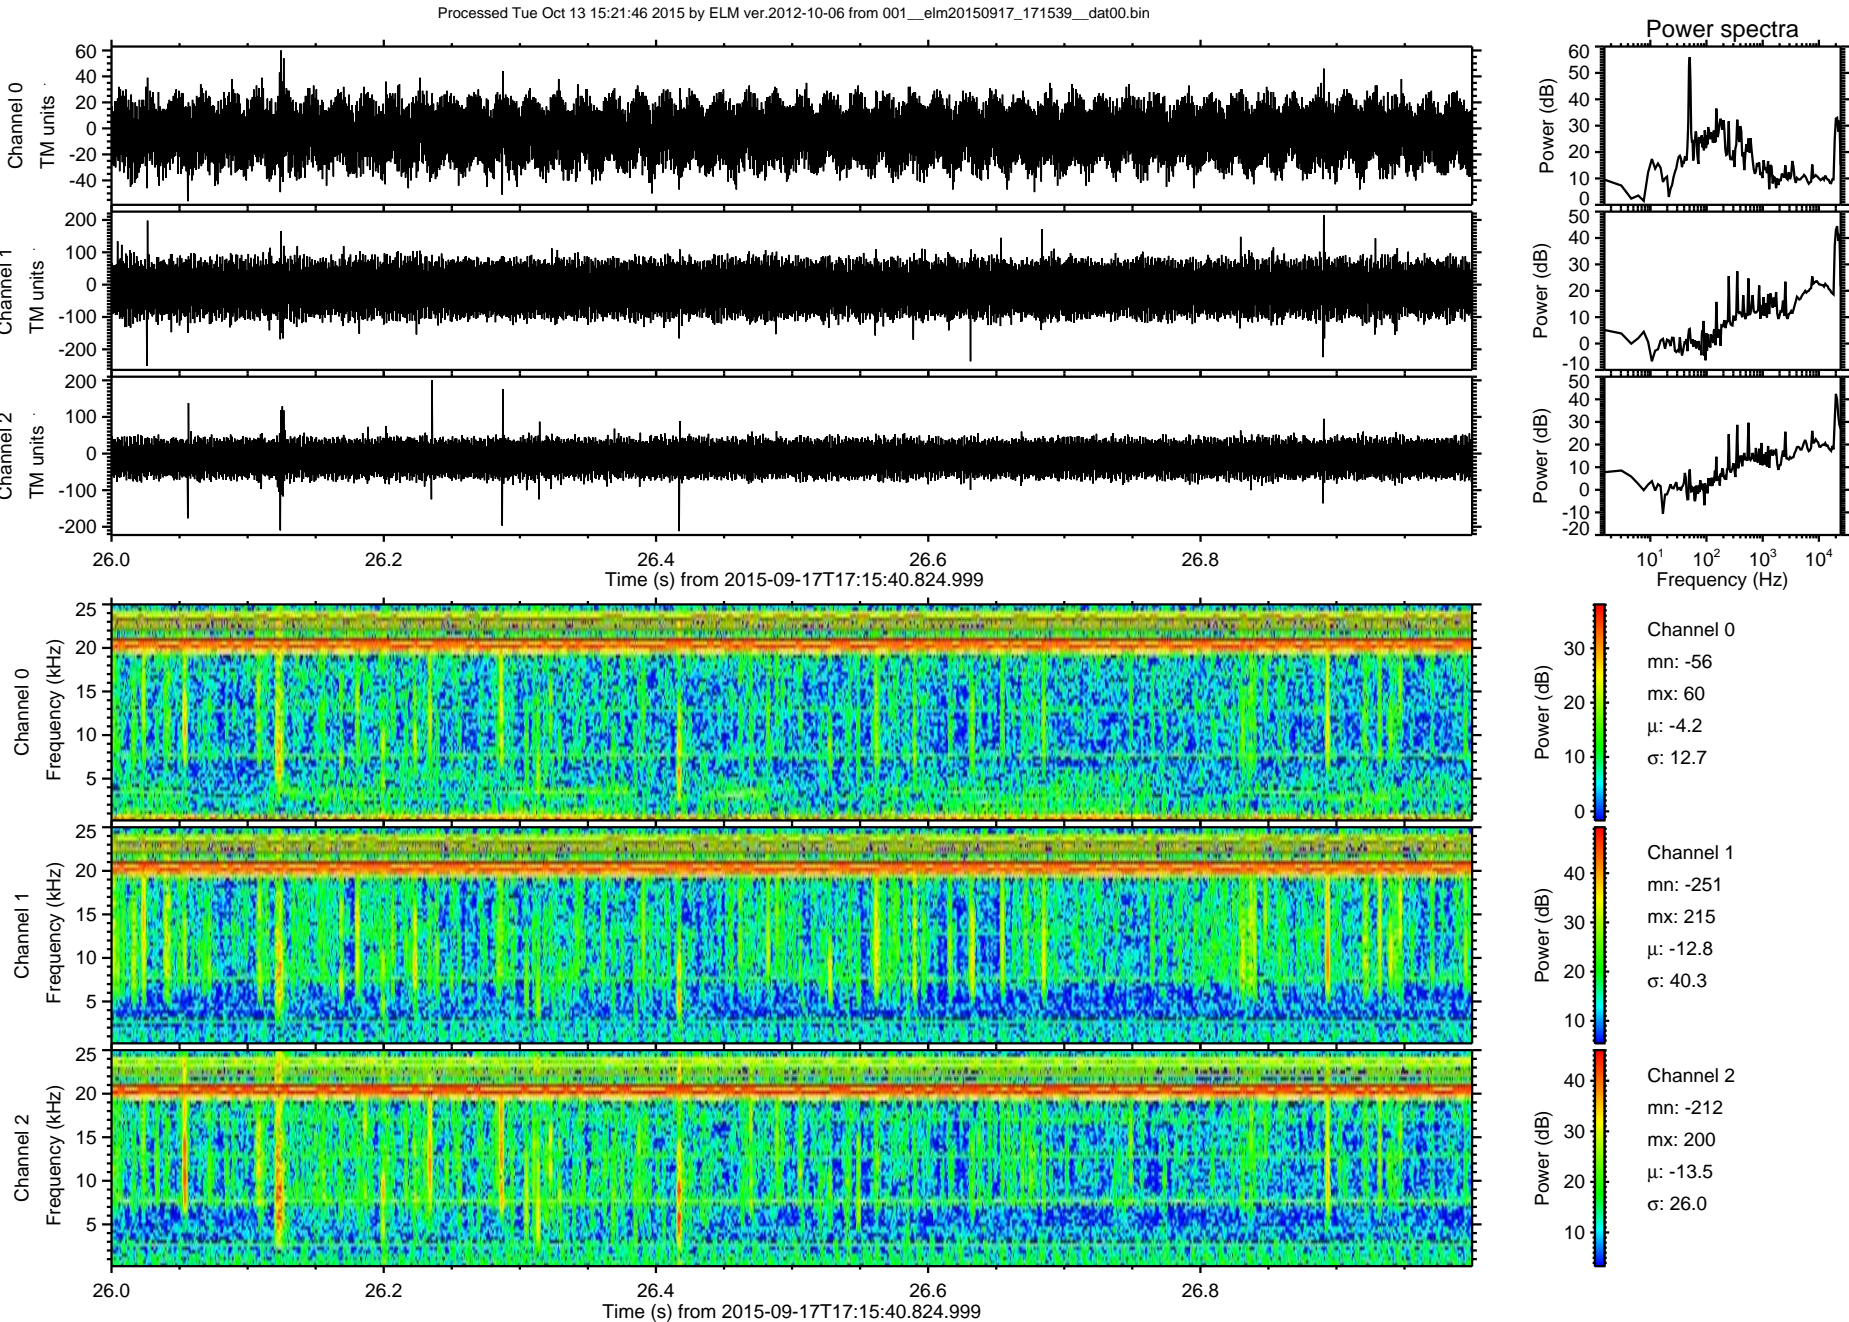 Processed Tue Oct 13 15:21:46 2015 by ELM ver.2012-10-06 from 001__elm20150917_171539__dat00.bin
Power spectra
Channel 0
TM units
60
40
20
0
-20
-40
Power (dB)
60
50
40
30
20
10
0
Channel 1
TM units
200
100
0
-100
-200
Power (dB)
50
40
30
20
10
0
-10
Channel 2
TM units
200
100
0
-100
-200
Power (dB)
50
40
30
20
10
0
-10
-20
26.0 26.2 26.4 26.6 26.8
Time (s) from 2015-09-17T17:15:40.824.999
10^1 10^2 10^3 10^4
Frequency (Hz)
Channel 0
Frequency (kHz)
25
20
15
10
5
Power (dB)
30
20
10
0
Channel 0
mn: -56
mx: 60
μ: -4.2
σ: 12.7
Channel 1
Frequency (kHz)
25
20
15
10
5
Power (dB)
40
30
20
10
Channel 1
mn: -251
mx: 215
μ: -12.8
σ: 40.3
Channel 2
Frequency (kHz)
25
20
15
10
5
Power (dB)
40
30
20
10
Channel 2
mn: -212
mx: 200
μ: -13.5
σ: 26.0
26.0 26.2 26.4 26.6 26.8
Time (s) from 2015-09-17T17:15:40.824.999